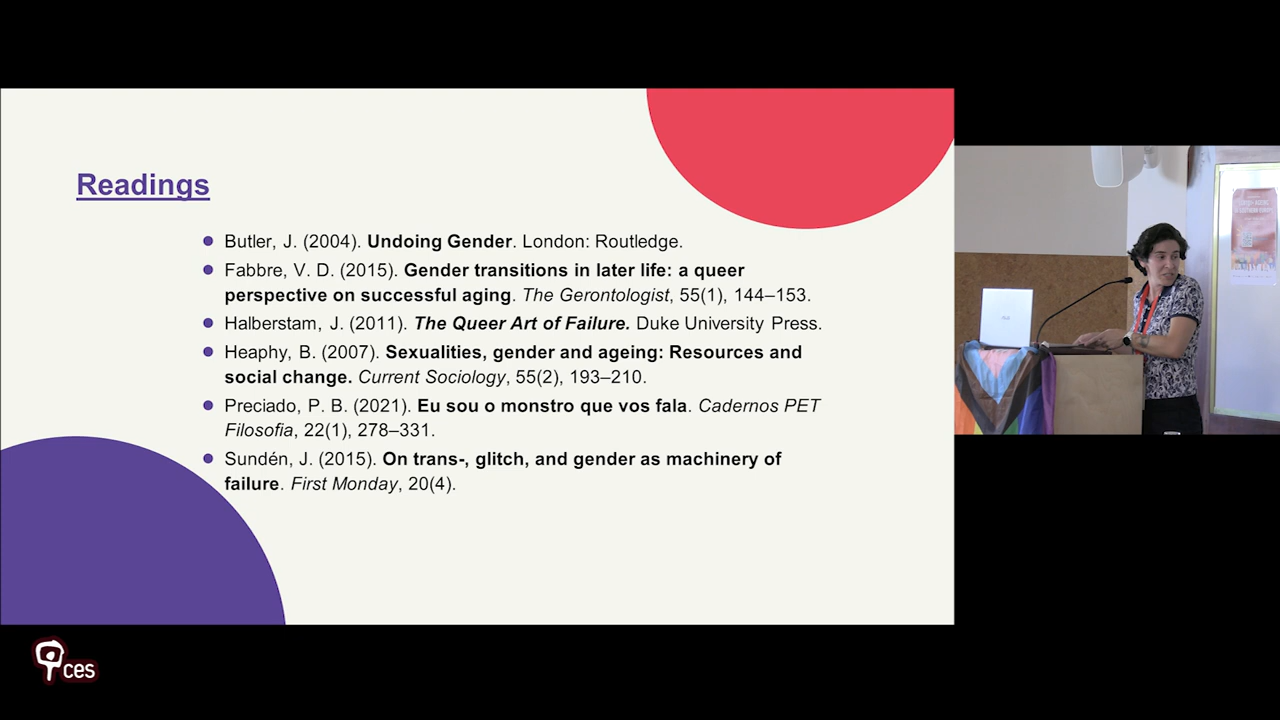 Readings
Butler, J. (2004). Undoing Gender. London: Routledge.
Fabbre, V. D. (2015). Gender transitions in later life: a queer
perspective on successful aging. The Gerontologist, 55(1), 144–153.
Halberstam, J. (2011). The Queer Art of Failure. Duke University Press.
Heaphy, B. (2007). Sexualities, gender and ageing: Resources and
social change. Current Sociology, 55(2), 193–210.
Preciado, P. B. (2021). Eu sou o monstro que vos fala. Cadernos PET
Filosofia, 22(1), 278–331.
Sundén, J. (2015). On trans-, glitch, and gender as machinery of
failure. First Monday, 20(4).
ces